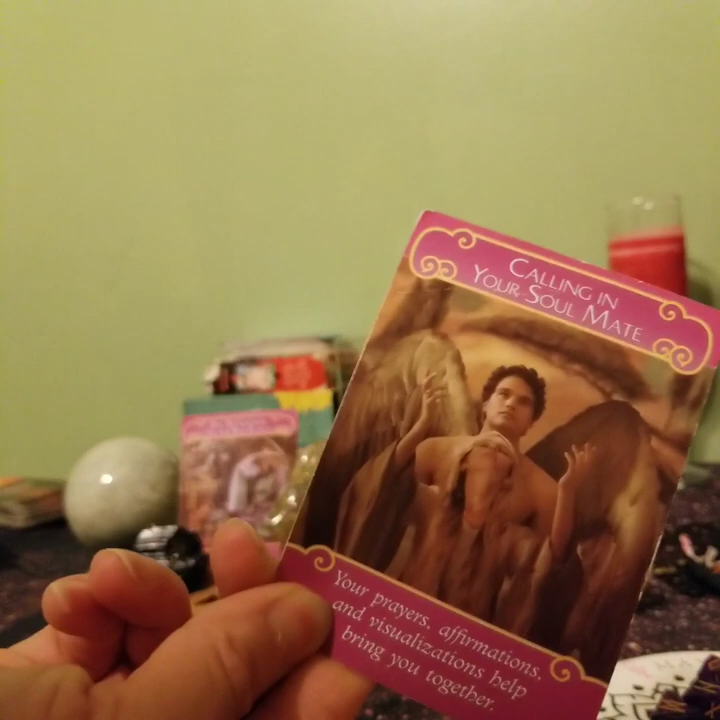 CALLING IN
YOUR SOUL MATE
Your prayers, affirmations,
and visualizations help
bring you together.